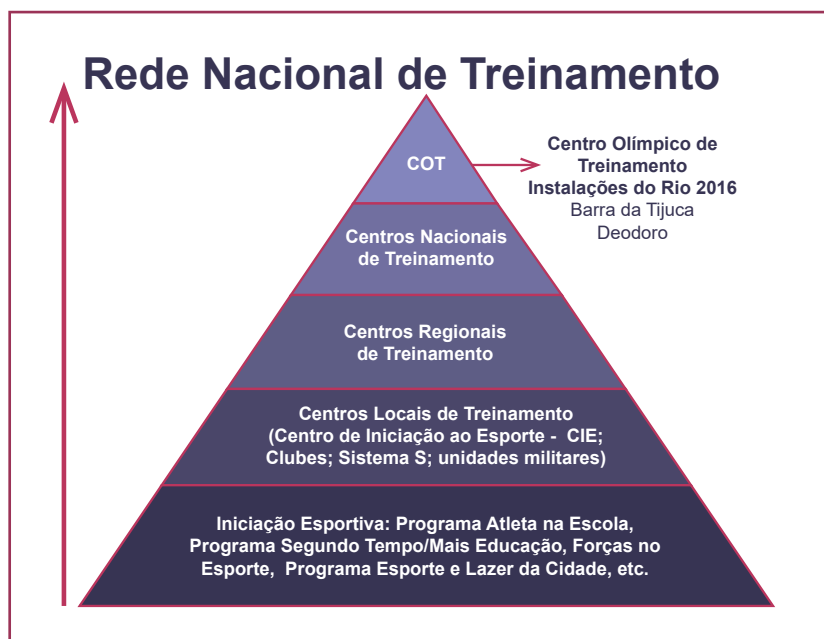 Rede Nacional de Treinamento
COT
Centro Olímpico de
Treinamento
Instalações do Rio 2016
Barra da Tijuca
Deodoro
Centros Nacionais
de Treinamento
Centros Regionais
de Treinamento
Centros Locais de Treinamento
(Centro de Iniciação ao Esporte - CIE;
Clubes; Sistema S; unidades militares)
Iniciação Esportiva: Programa Atleta na Escola,
Programa Segundo Tempo/Mais Educação, Forças no
Esporte, Programa Esporte e Lazer da Cidade, etc.